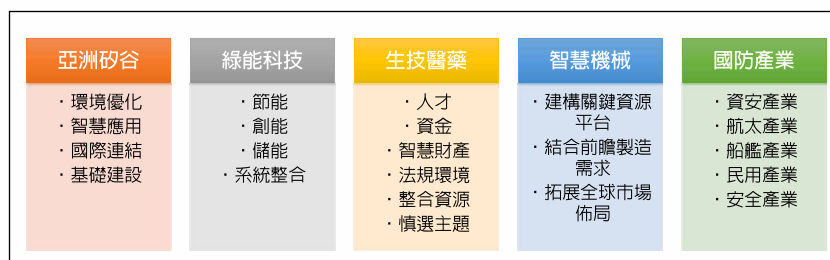 亞洲矽谷
・環境優化
・智慧應用
・國際連結
・基礎建設
綠能科技
・節能
・創能
・儲能
・系統整合
生技醫藥
・人才
・資金
・智慧財產
・法規環境
・整合資源
・慎選主題
智慧機械
・建構關鍵資源
平台
・結合前瞻製造
需求
・拓展全球市場
佈局
國防產業
・資安產業
・航太產業
・船艦產業
・民用產業
・安全產業